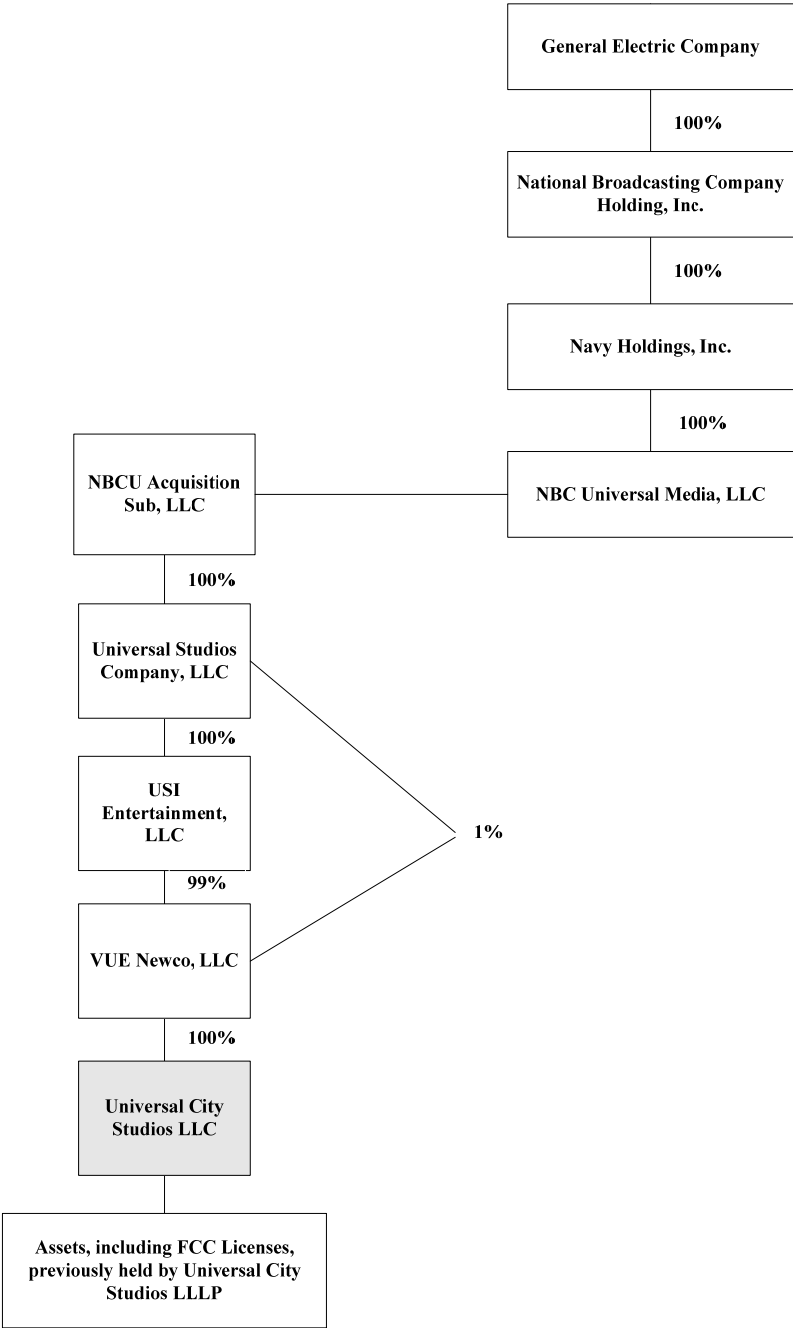 General Electric Company
100%
National Broadcasting Company
Holding, Inc.
100%
Navy Holdings, Inc.
100%
NBCU Acquisition
Sub, LLC
NBC Universal Media, LLC
100%
Universal Studios
Company, LLC
100%
USI
Entertainment,
LLC
1%
99%
VUE Newco, LLC
100%
Universal City
Studios LLC
Assets, including FCC Licenses,
previously held by Universal City
Studios LLLP